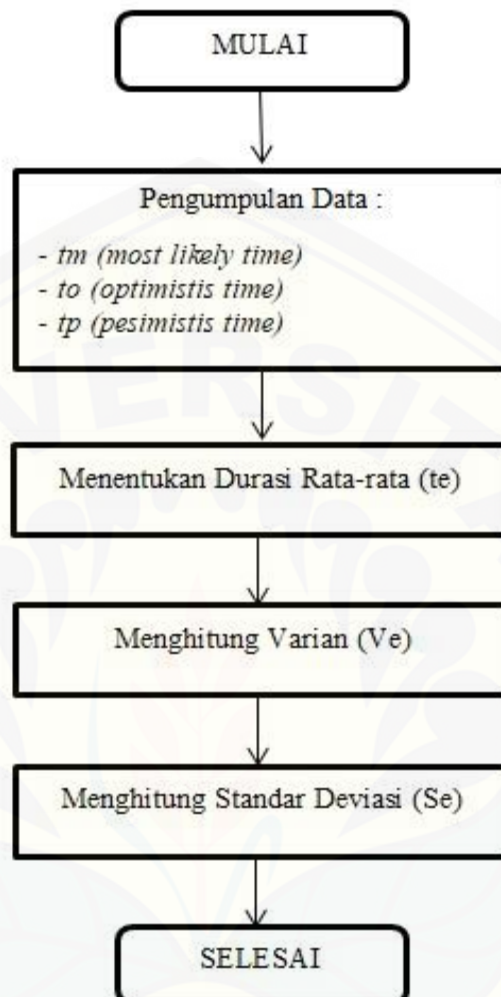 MULAI
Pengumpulan Data :
- tm (most likely time)
- to (optimistis time)
- tp (pesimistis time)
Menentukan Durasi Rata-rata (te)
Menghitung Varian (Ve)
Menghitung Standar Deviasi (Se)
SELESAI